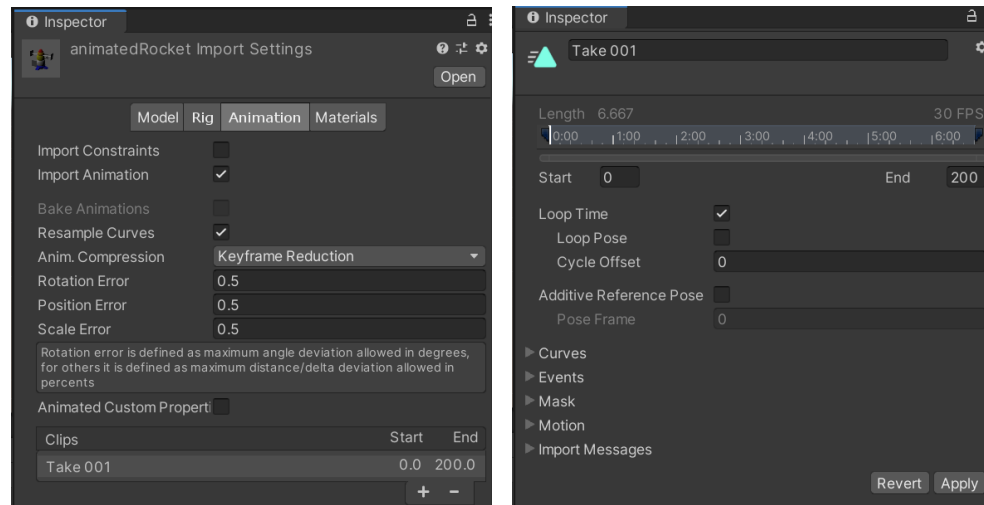 Inspector
animatedRocket Import Settings
Open
Model Rig Animation Materials
Import Constraints
Import Animation
Bake Animations
Resample Curves
Anim. Compression Keyframe Reduction
Rotation Error 0.5
Position Error 0.5
Scale Error 0.5
Rotation error is defined as maximum angle deviation allowed in degrees,
for others it is defined as maximum distance/delta deviation allowed in
percents
Animated Custom Properti
Clips Start End
Take 001 0.0 200.0
+ -
Inspector
Take 001
Length 6.667 30 FPS
0:00 1:00 2:00 3:00 4:00 5:00 6:00
Start 0 End 200
Loop Time
Loop Pose
Cycle Offset 0
Additive Reference Pose
Pose Frame 0
Curves
Events
Mask
Motion
Import Messages
Revert Apply